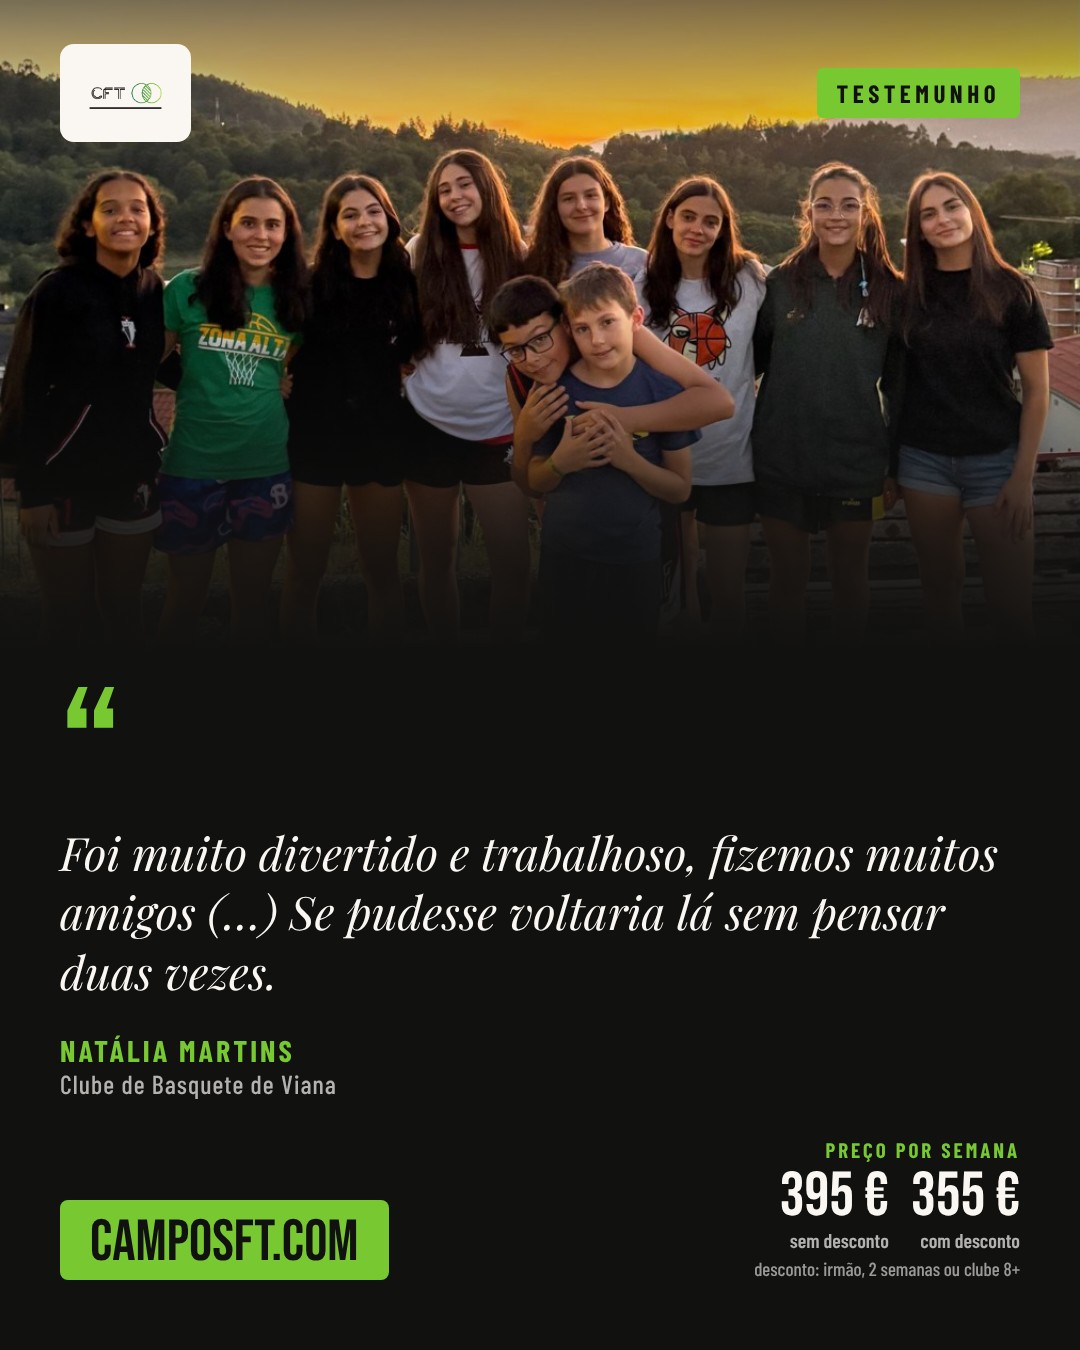 CFT
TESTEMUNHO
ZONA ALTA
B
“
Foi muito divertido e trabalhoso, fizemos muitos
amigos (...) Se pudesse voltaria lá sem pensar
duas vezes.
NATÁLIA MARTINS
Clube de Basquete de Viana
PREÇO POR SEMANA
395 € 355 €
sem desconto com desconto
desconto: irmão, 2 semanas ou clube 8+
CAMPOSFT.COM